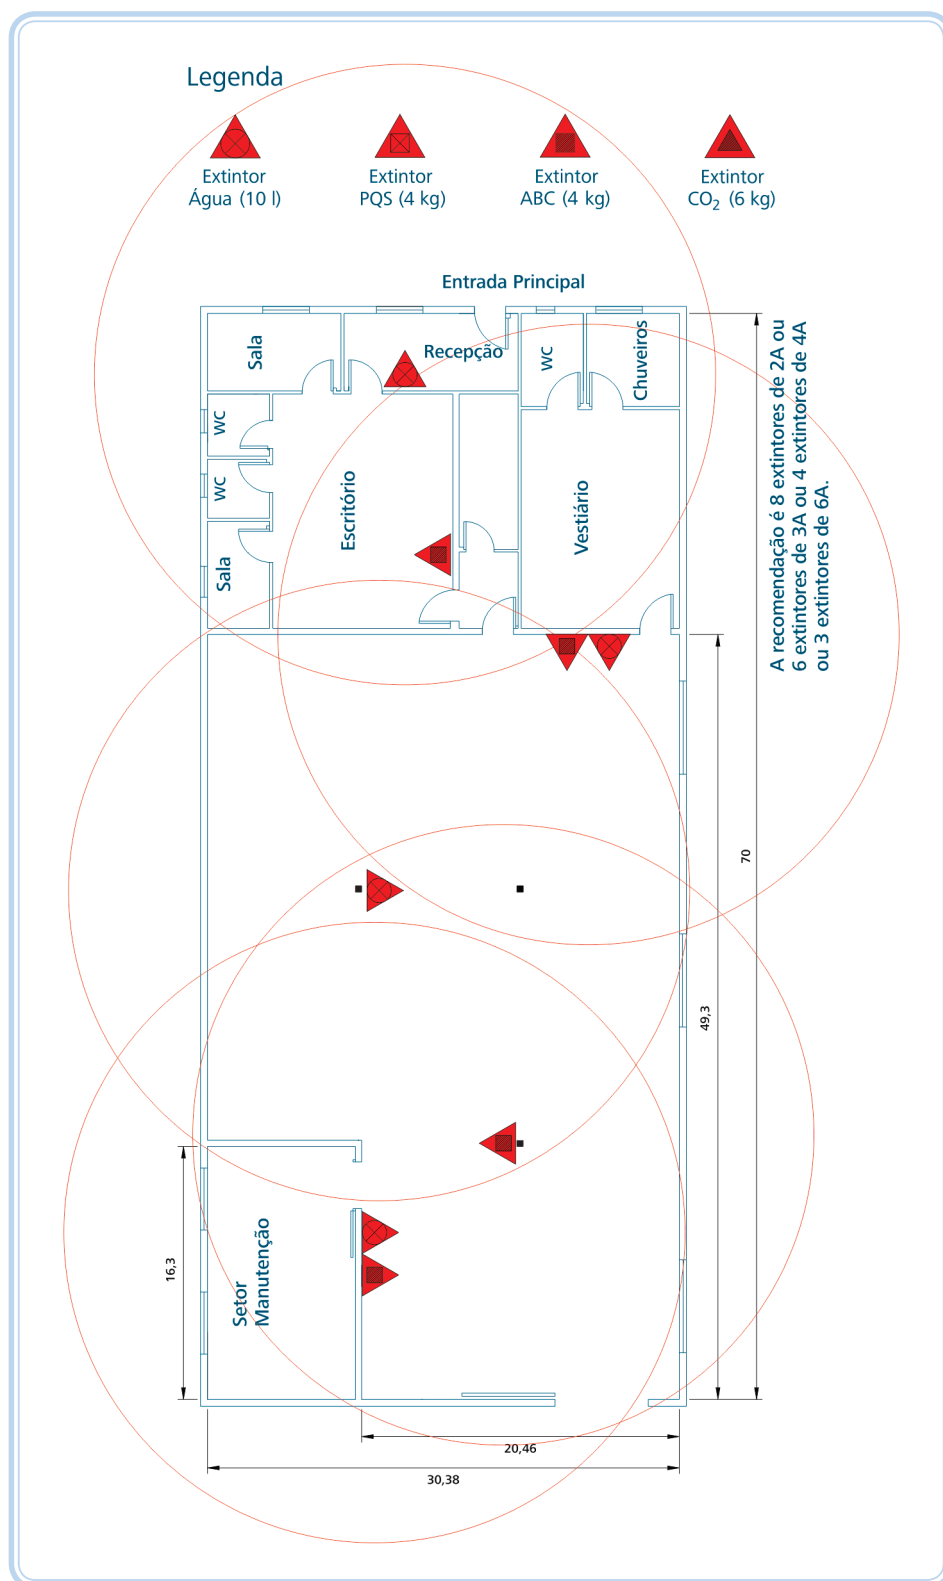 Legenda
Extintor
Água (10 l)
Extintor
PQS (4 kg)
Extintor
ABC (4 kg)
Extintor
CO₂ (6 kg)
Entrada Principal
Sala
Recepção
WC
Chuveiros
WC
WC
Sala
Escritório
Vestiário
A recomendação é 8 extintores de 2A ou
6 extintores de 3A ou 4 extintores de 4A
ou 3 extintores de 6A.
70
49,3
16,3
Setor
Manutenção
20,46
30,38